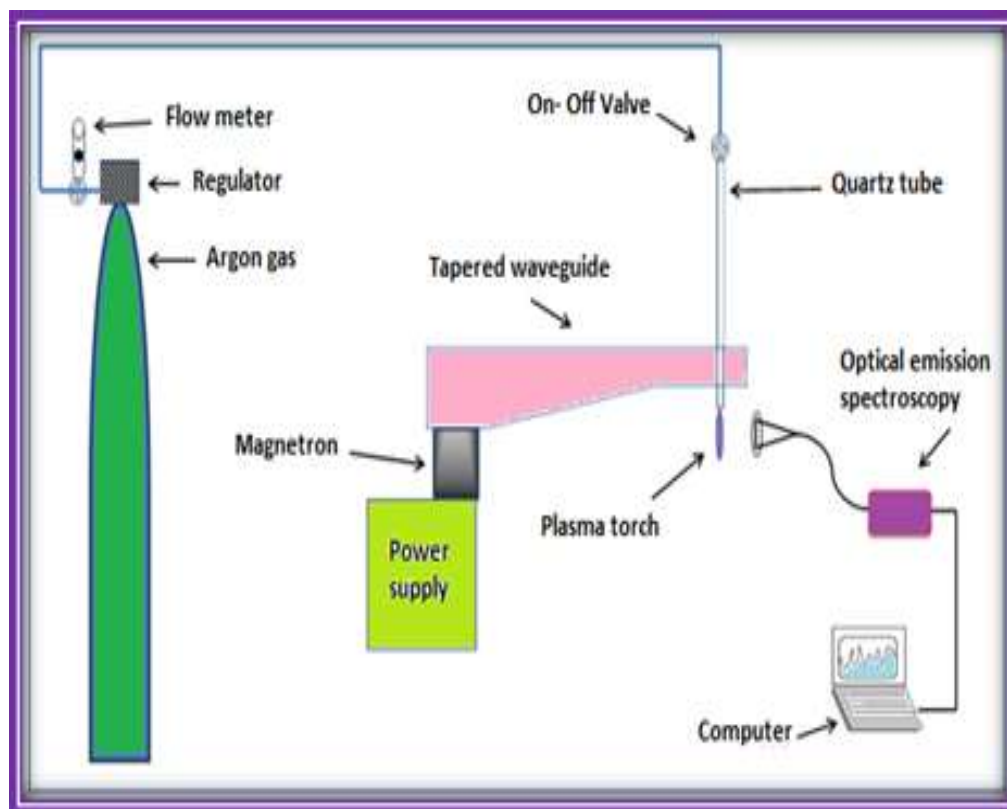 Flow meter
Regulator
Argon gas
On- Off Valve
Quartz tube
Tapered waveguide
Optical emission
spectroscopy
Magnetron
Plasma torch
Power
supply
Computer